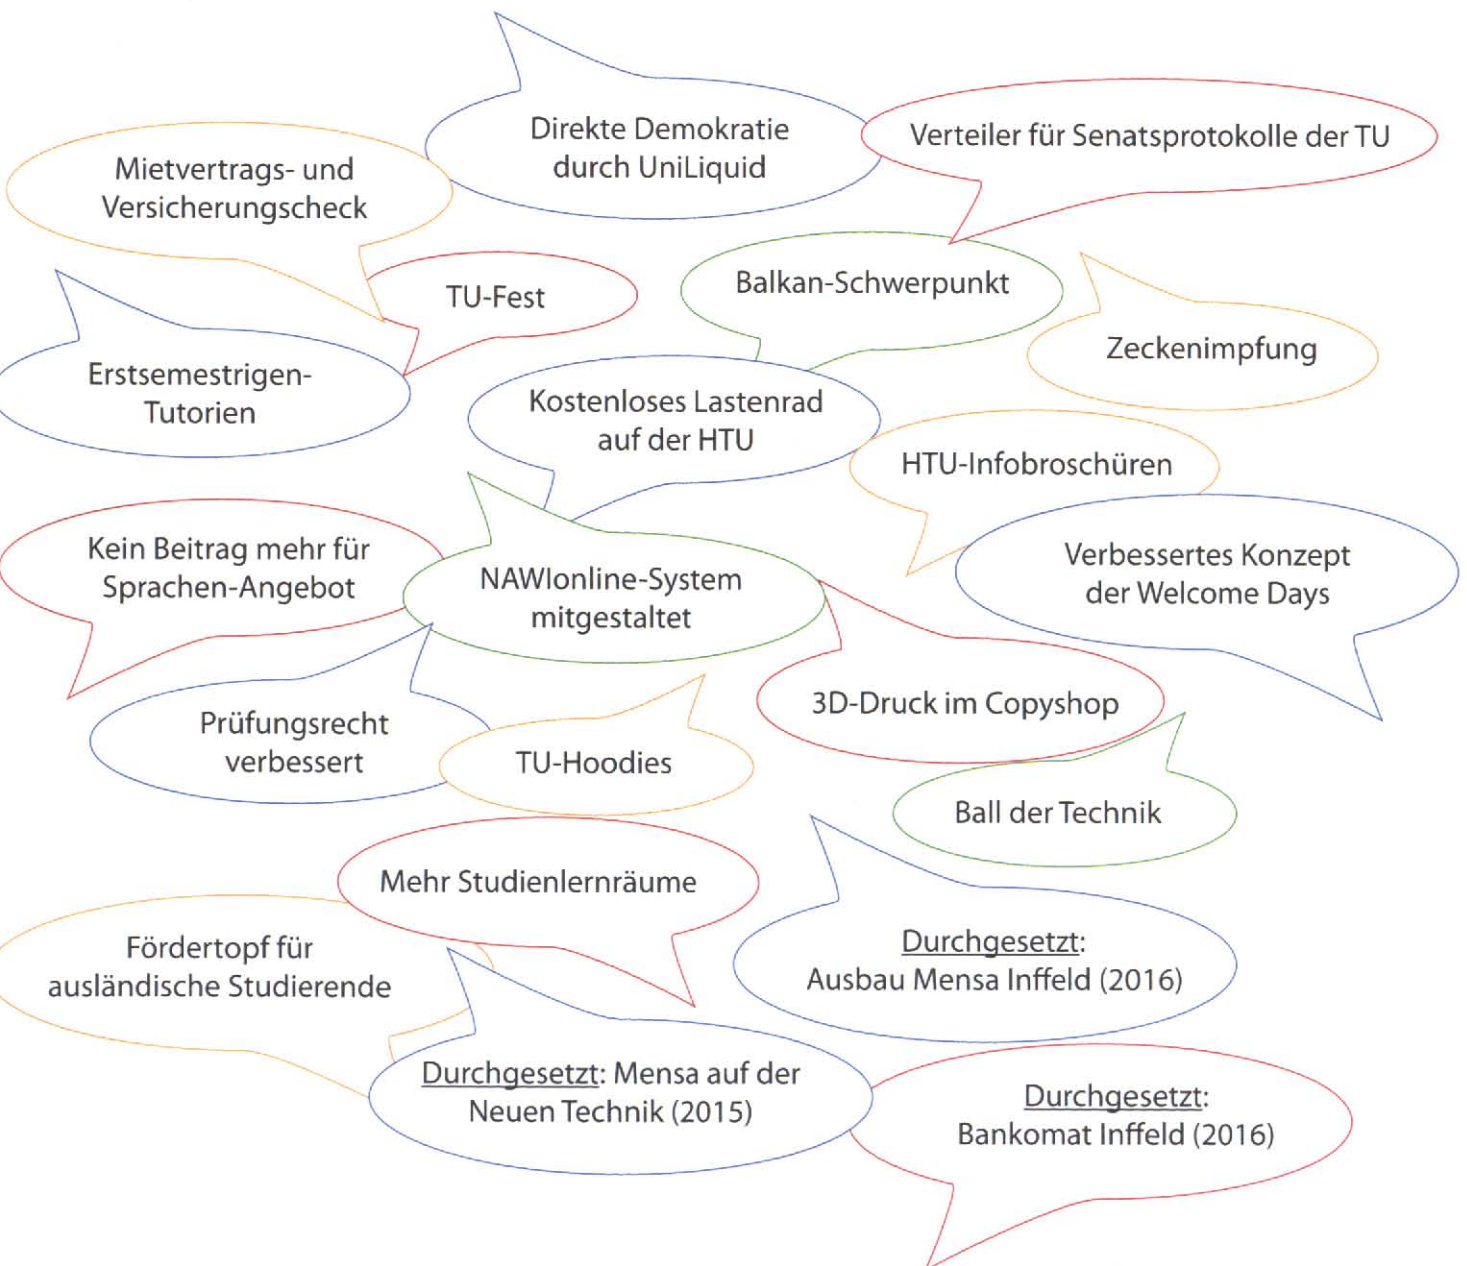 Direkte Demokratie
durch UniLiquid
Verteiler für Senatsprotokolle der TU
Mietvertrags- und
Versicherungscheck
TU-Fest
Balkan-Schwerpunkt
Zeckenimpfung
Erstsemestrigen-
Tutorien
Kostenloses Lastenrad
auf der HTU
HTU-Infobroschüren
Kein Beitrag mehr für
Sprachen-Angebot
NAWIonline-System
mitgestaltet
Verbessertes Konzept
der Welcome Days
Prüfungsrecht
verbessert
TU-Hoodies
3D-Druck im Copyshop
Ball der Technik
Mehr Studienlernräume
Fördertopf für
ausländische Studierende
Durchgesetzt:
Ausbau Mensa Inffeld (2016)
Durchgesetzt: Mensa auf der
Neuen Technik (2015)
Durchgesetzt:
Bankomat Inffeld (2016)